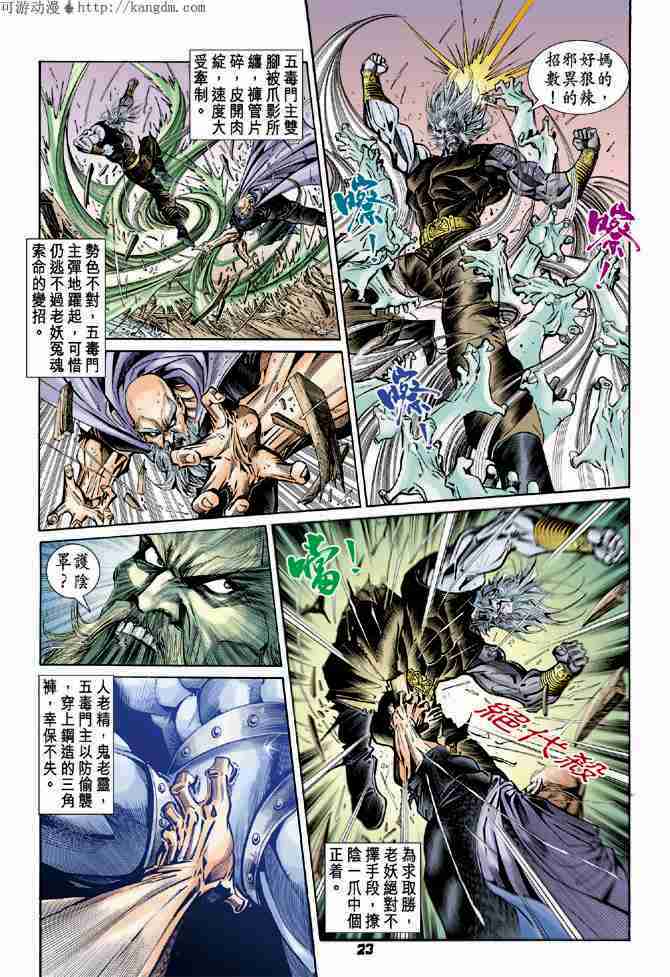 可游动漫♠http://kangdm.com
媽的
好狠辣，
邪異的
招數！
嚓！
嚓！
嚓！
五毒門主雙
腳被爪影所
纏，褲管片
碎，皮開肉
綻，速度大
受牽制。
勢色不對，五毒門
主彈地躍起，可惜
仍逃不過老妖冤魂
索命的變招。
噹！
絕代殺
為求取勝，
老妖絕對不
擇手段，撩
陰一爪中個
正着。
護陰
罩？
人老精，鬼老靈，
五毒門主以防偷襲
，穿上鋼造的三角
褲，幸保不失。
23